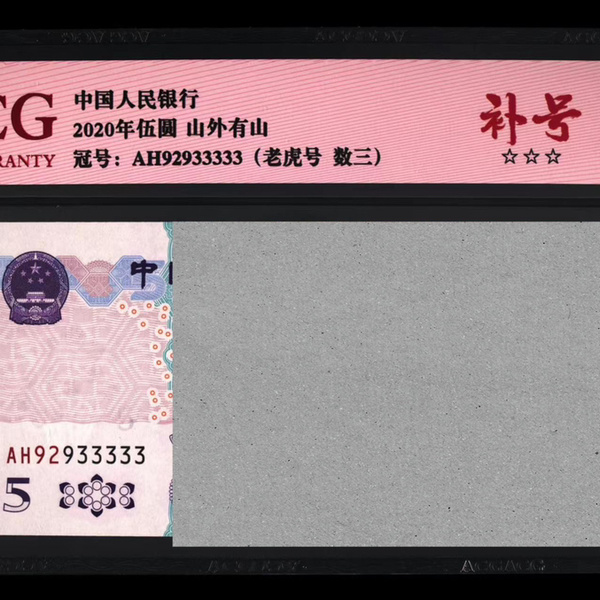 CG
中国人民银行
2020年伍圆 山外有山
RANTY
冠号：AH92933333（老虎号 数三）
补号
☆☆☆
中
AH92933333
5